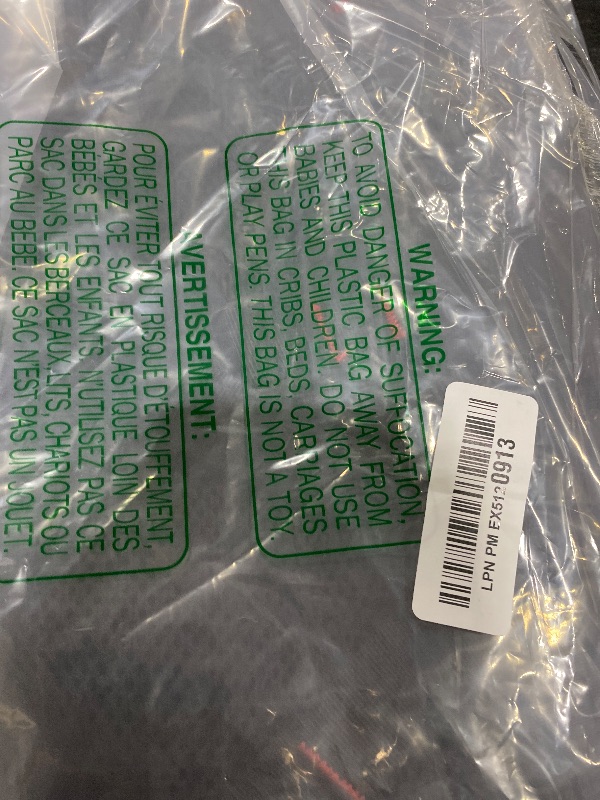 WARNING:
TO AVOID DANGER OF SUFFOCATION,
KEEP THIS PLASTIC BAG AWAY FROM
BABIES AND CHILDREN. DO NOT USE
THIS BAG IN CRIBS, BEDS, CARRIAGES
OR PLAY PENS. THIS BAG IS NOT A TOY.
AVERTISSEMENT:
POUR ÉVITER TOUT RISQUE D'ETOUFFEMENT,
GARDEZ CE SAC EN PLASTIQUE LOIN DES
BEBES ET LES ENFANTS. N'UTILISEZ PAS CE
SAC DANS LES BERCEAUX, LITS, CHARIOTS OU
PARC AU BEBE. CE SAC N'EST PAS UN JOUET.
LPN PM EX5120913